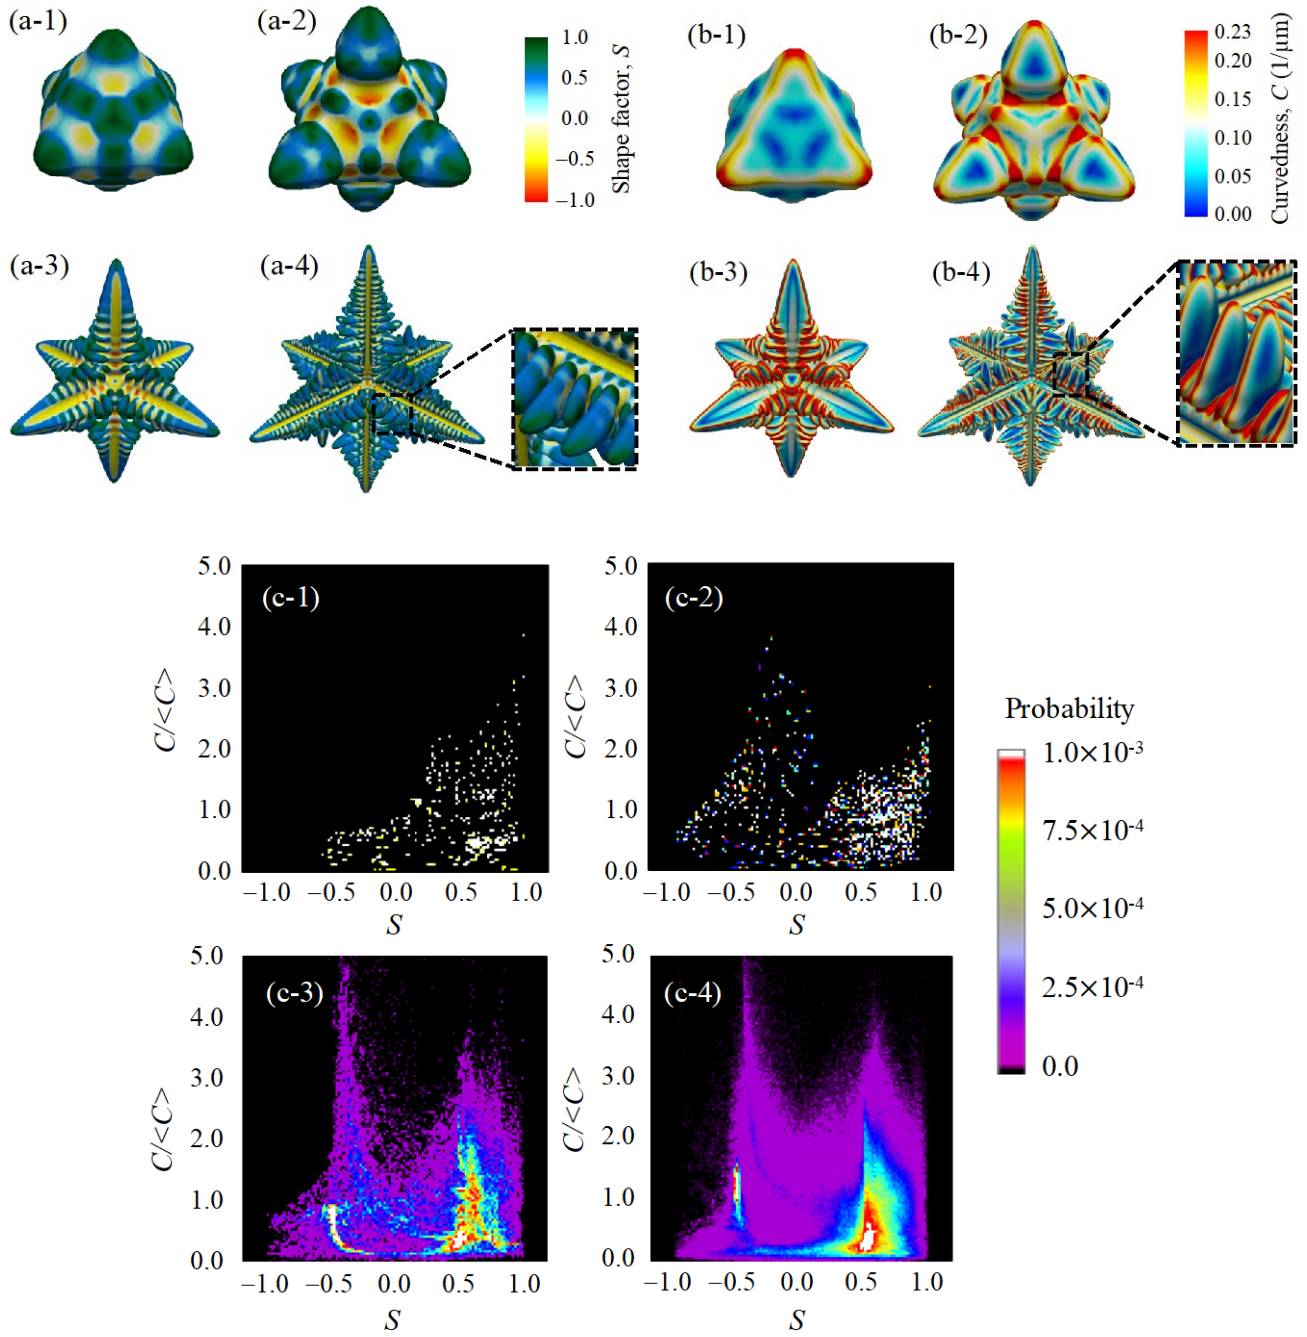 (a-1)
(a-2)
1.0
0.5
0.0
−0.5
−1.0
Shape factor, S
(b-1)
(b-2)
0.23
0.20
0.15
0.10
0.05
0.00
Curvedness, C (1/μm)
(a-3)
(a-4)
(b-3)
(b-4)
(c-1)
5.0
4.0
3.0
2.0
1.0
0.0
C/<C>
−1.0 −0.5 0.0 0.5 1.0
S
(c-2)
5.0
4.0
3.0
2.0
1.0
0.0
C/<C>
−1.0 −0.5 0.0 0.5 1.0
S
Probability
1.0×10-3
7.5×10-4
5.0×10-4
2.5×10-4
0.0
(c-3)
5.0
4.0
3.0
2.0
1.0
0.0
C/<C>
−1.0 −0.5 0.0 0.5 1.0
S
(c-4)
5.0
4.0
3.0
2.0
1.0
0.0
C/<C>
−1.0 −0.5 0.0 0.5 1.0
S